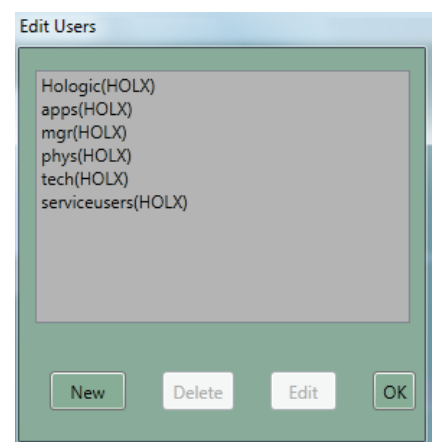 Edit Users
Hologic(HOLX)
apps(HOLX)
mgr(HOLX)
phys(HOLX)
tech(HOLX)
serviceusers(HOLX)
New Delete Edit OK